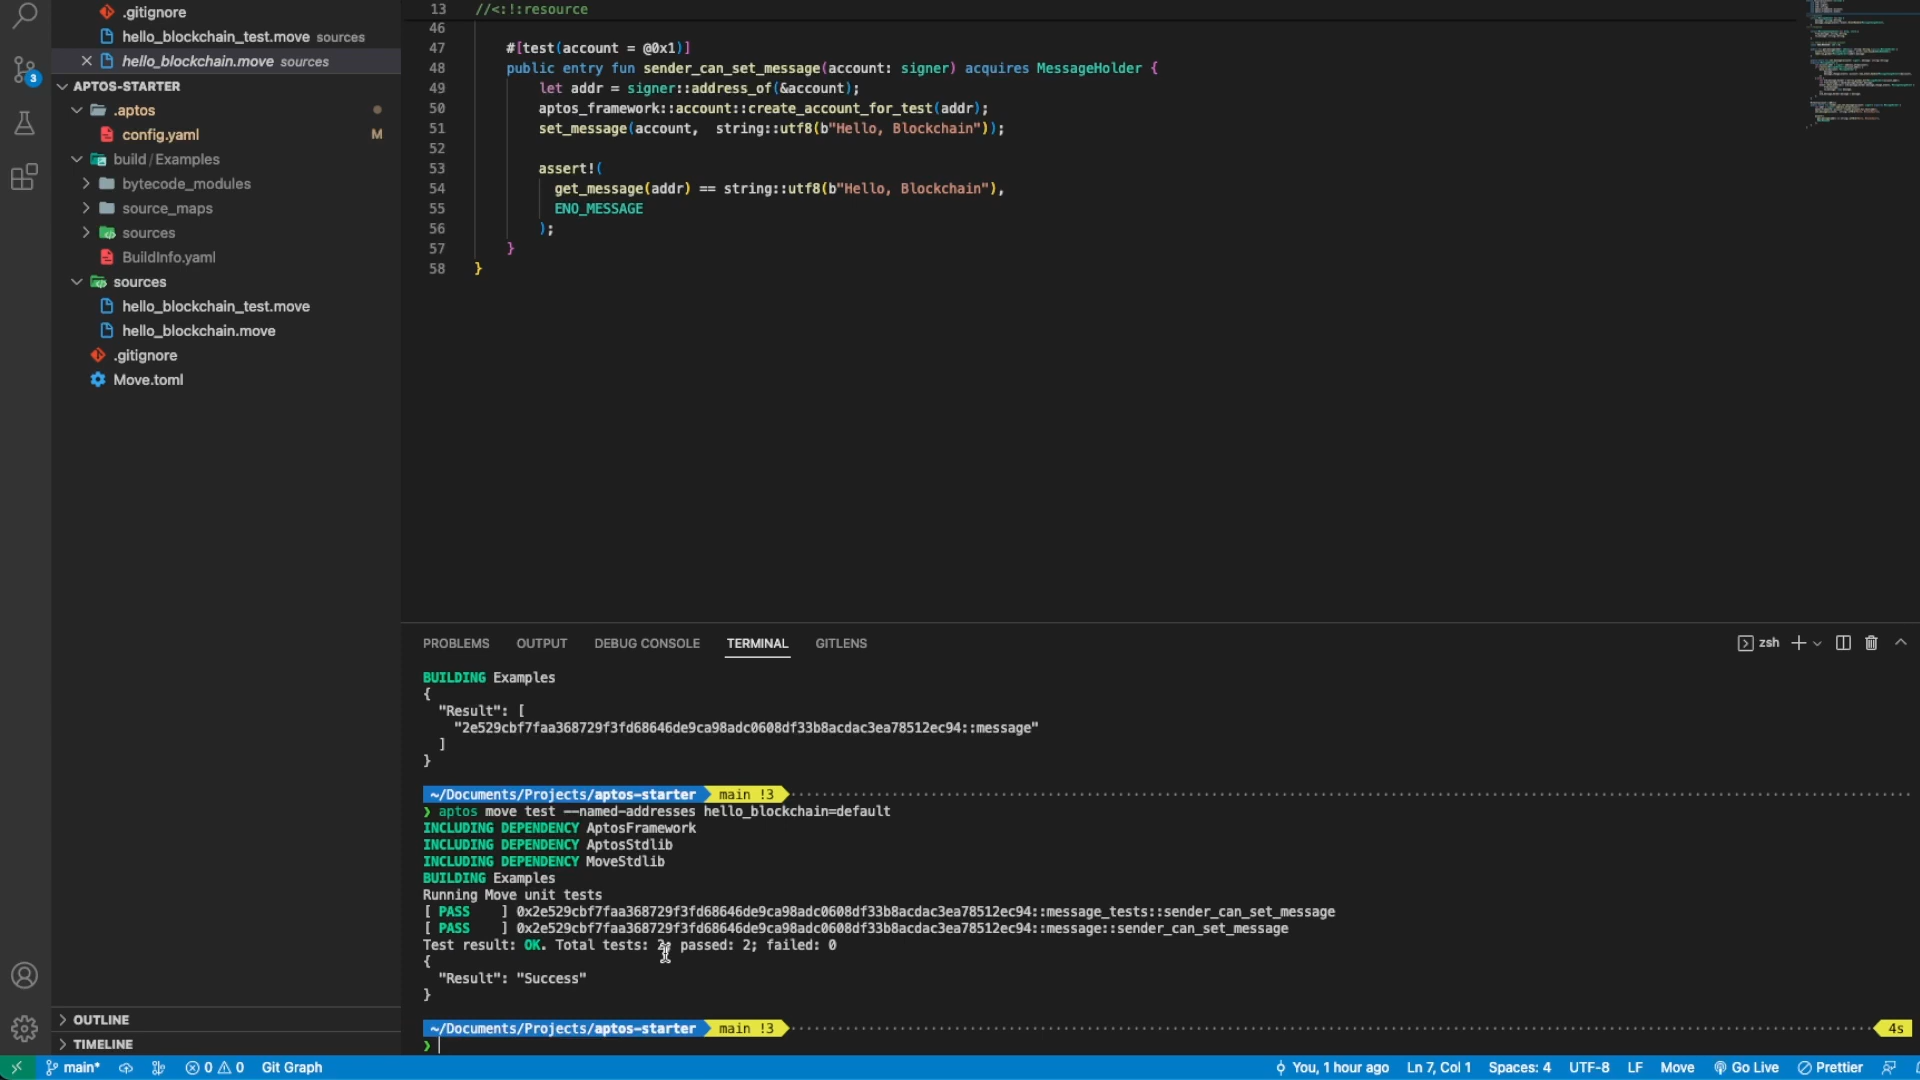 .gitignore
hello_blockchain_test.move sources
hello_blockchain.move sources
3
APTOS-STARTER
.aptos
config.yaml M
build / Examples
bytecode_modules
source_maps
sources
BuildInfo.yaml
sources
hello_blockchain_test.move
hello_blockchain.move
.gitignore
Move.toml
OUTLINE
TIMELINE
13 //<:!:resource
46
47 #[test(account = @0x1)]
48 public entry fun sender_can_set_message(account: signer) acquires MessageHolder {
49 let addr = signer::address_of(&account);
50 aptos_framework::account::create_account_for_test(addr);
51 set_message(account,  string::utf8(b"Hello, Blockchain"));
52
53 assert!(
54 get_message(addr) == string::utf8(b"Hello, Blockchain"),
55 ENO_MESSAGE
56 );
57 }
58 }
PROBLEMS OUTPUT DEBUG CONSOLE TERMINAL GITLENS zsh
BUILDING Examples
{
"Result": [
"2e529cbf7faa368729f3fd68646de9ca98adc0608df33b8acdac3ea78512ec94::message"
]
}
~/Documents/Projects/aptos-starter main !3
❯ aptos move test --named-addresses hello_blockchain=default
INCLUDING DEPENDENCY AptosFramework
INCLUDING DEPENDENCY AptosStdlib
INCLUDING DEPENDENCY MoveStdlib
BUILDING Examples
Running Move unit tests
[ PASS    ] 0x2e529cbf7faa368729f3fd68646de9ca98adc0608df33b8acdac3ea78512ec94::message_tests::sender_can_set_message
[ PASS    ] 0x2e529cbf7faa368729f3fd68646de9ca98adc0608df33b8acdac3ea78512ec94::message::sender_can_set_message
Test result: OK. Total tests: 2; passed: 2; failed: 0
{
"Result": "Success"
}
~/Documents/Projects/aptos-starter main !3 4s
❯
main* 0 0 Git Graph You, 1 hour ago Ln 7, Col 1 Spaces: 4 UTF-8 LF Move Go Live Prettier